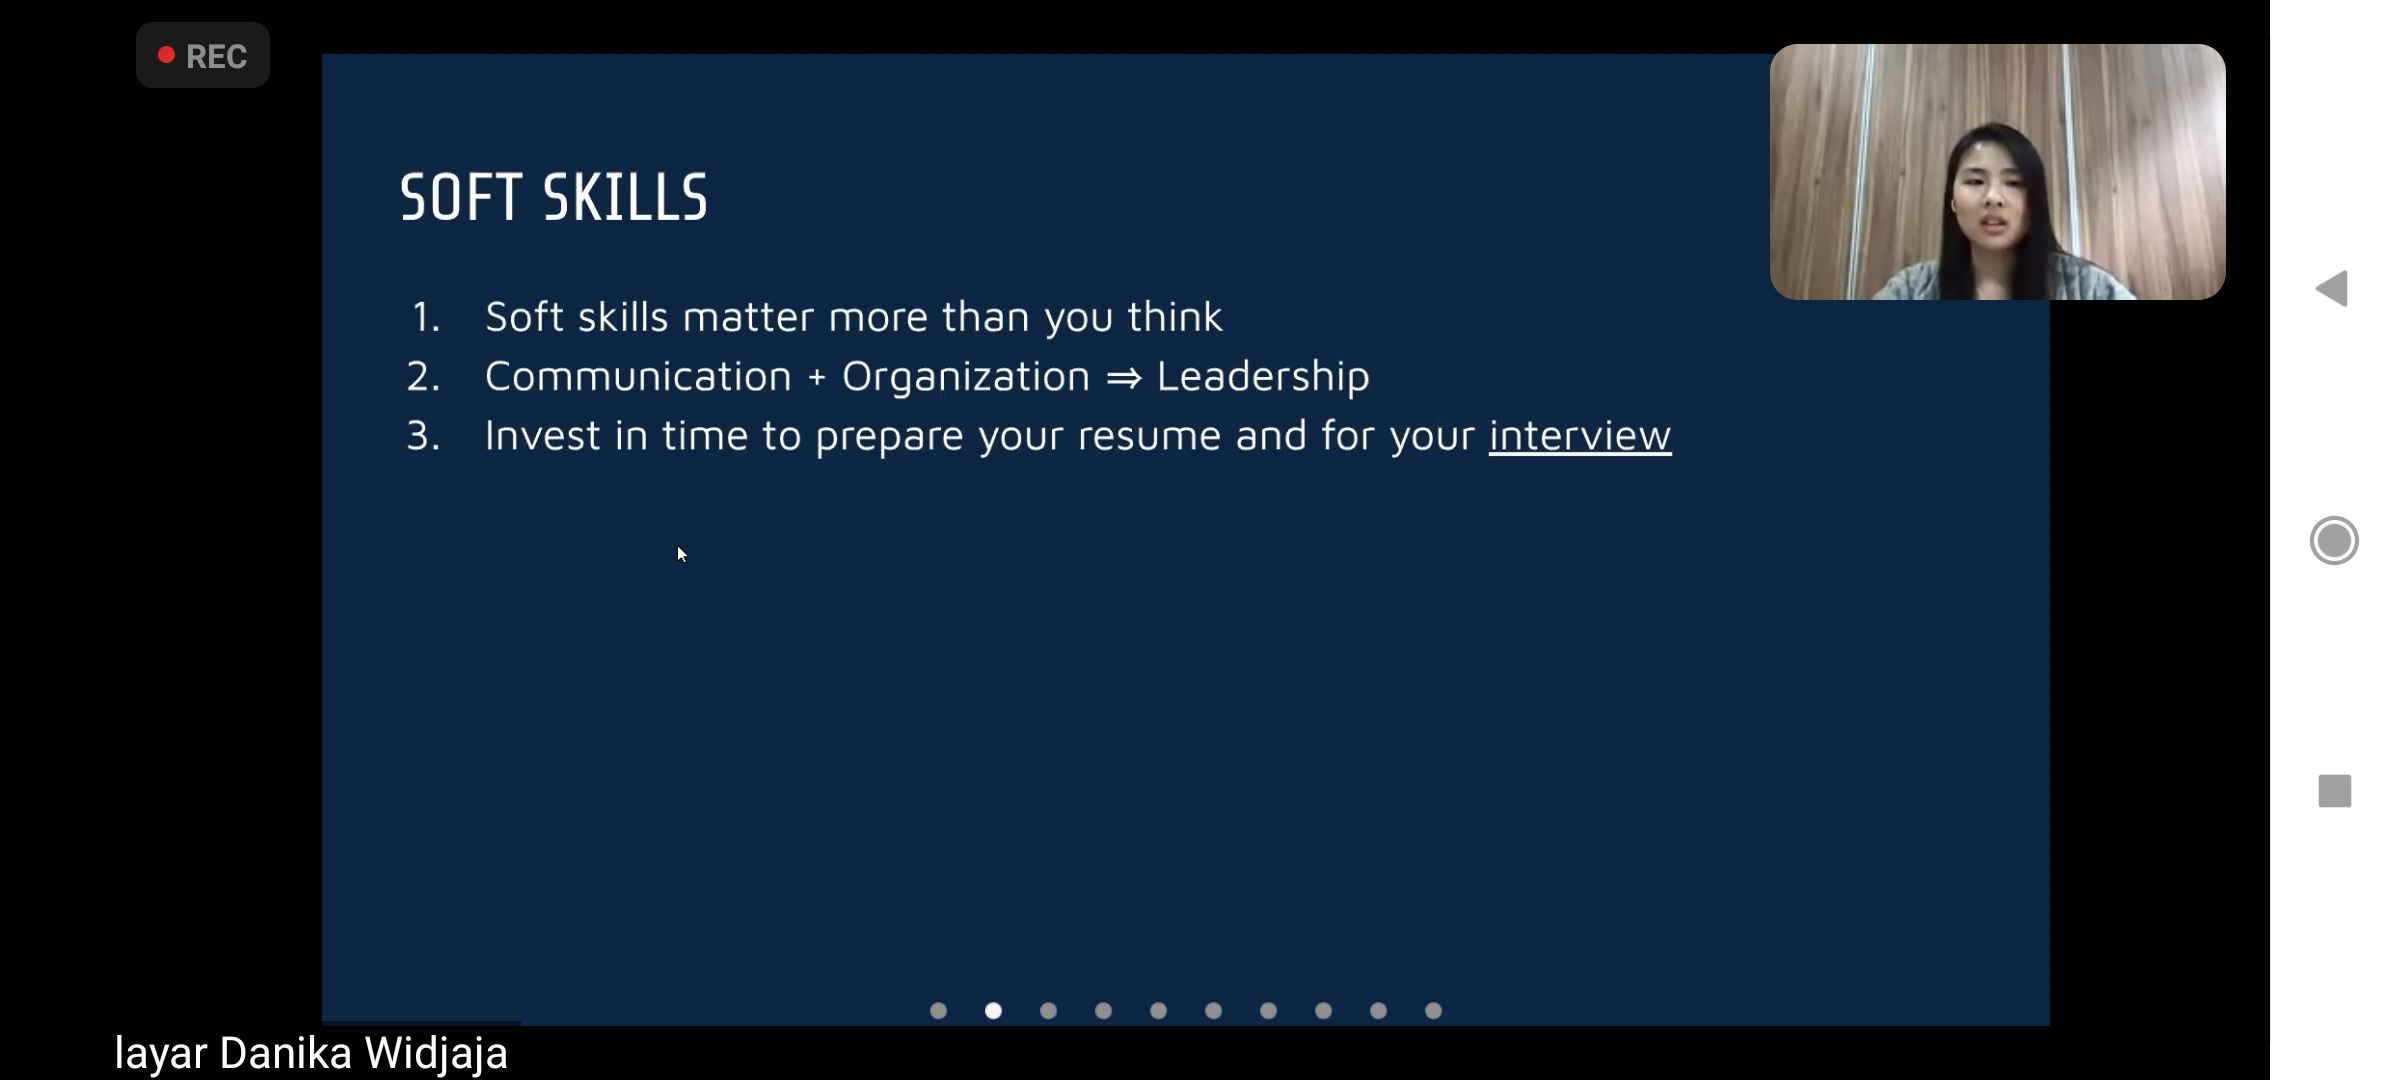 REC
SOFT SKILLS
1. Soft skills matter more than you think
2. Communication + Organization ⇒ Leadership
3. Invest in time to prepare your resume and for your interview
layar Danika Widjaja